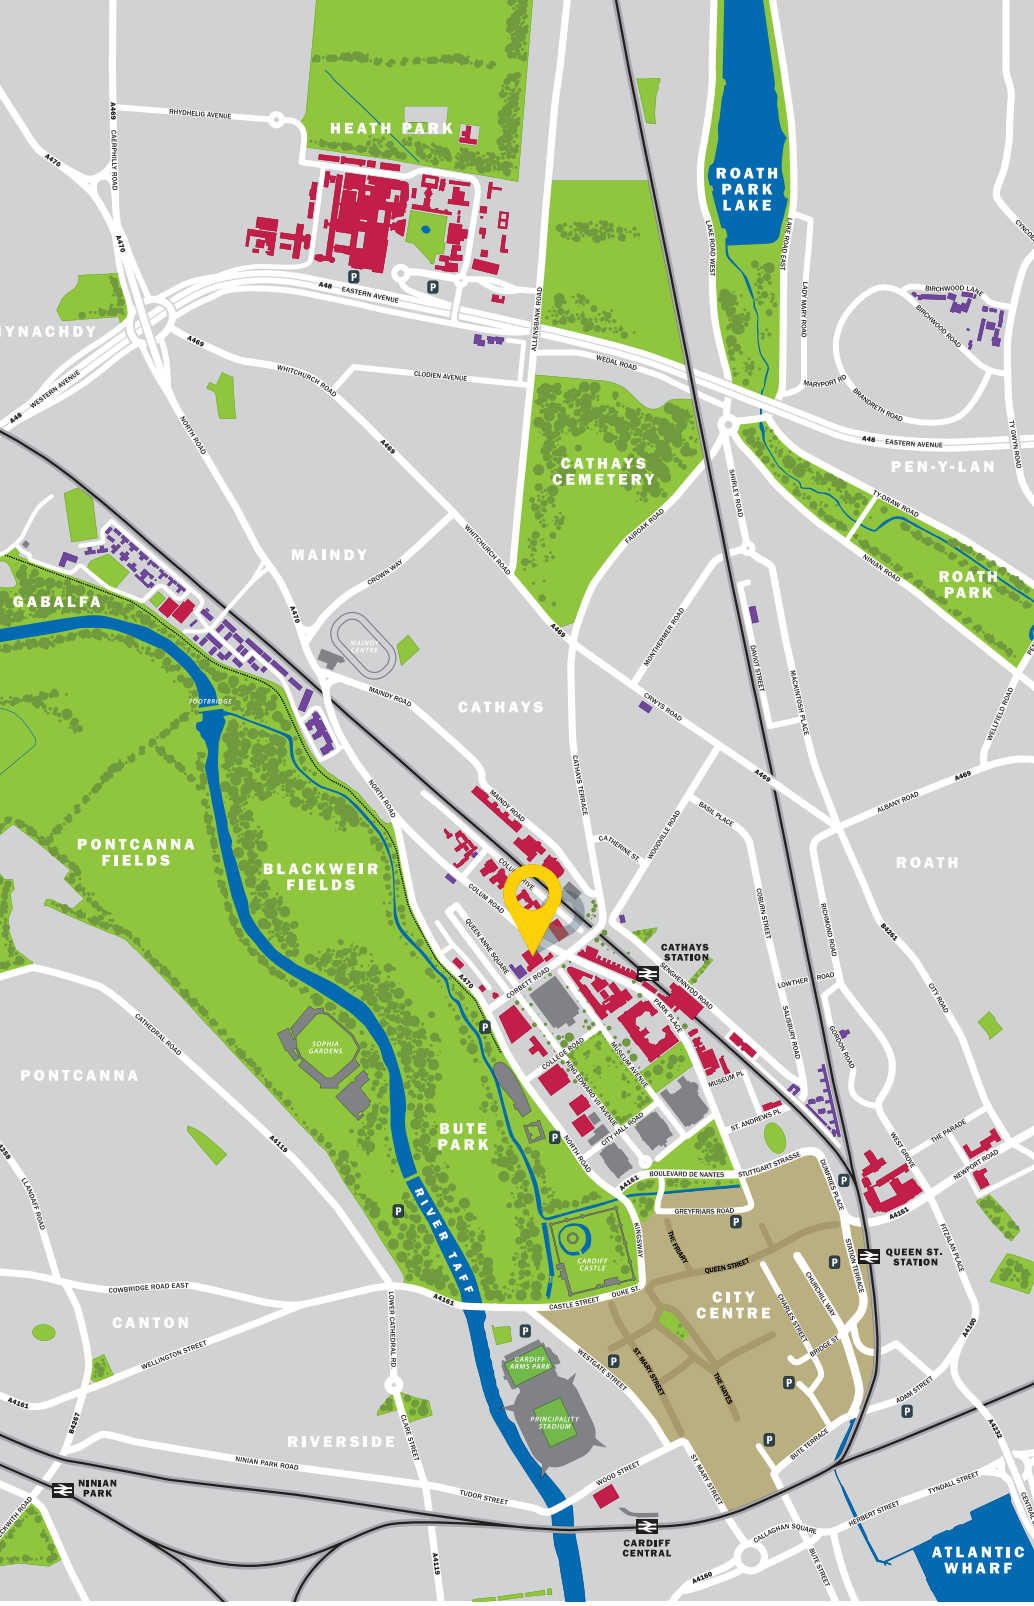 RHYDHELIG AVENUE
A469
CAERPHILLY ROAD
A470
A470
HEATH PARK
ROATH
PARK
LAKE
LAKE ROAD WEST
LAKE ROAD EAST
LADY MARY ROAD
P
P
A48
EASTERN AVENUE
ALLENSBANK ROAD
BIRCHWOOD LANE
BIRCHWOOD ROAD
YNACHDY
A469
WHITCHURCH ROAD
CLODIEN AVENUE
WEDAL ROAD
MARYPORT RD
BRANDRETH ROAD
A48
WESTERN AVENUE
NORTH ROAD
A469
A48
EASTERN AVENUE
TY GWYN ROAD
PEN-Y-LAN
CATHAYS
CEMETERY
SHIRLEY ROAD
TY-DRAW ROAD
FAIROAK ROAD
WHITCHURCH ROAD
MAINDY
CROWN WAY
NINIAN ROAD
ROATH
PARK
GABALFA
A470
A469
MAINDY
CENTRE
MONTHERMER ROAD
DAVIOT STREET
MACKINTOSH PLACE
FOOTBRIDGE
MAINDY ROAD
CATHAYS
CRWYS ROAD
WELLFIELD ROAD
NORTH ROAD
CATHAYS TERRACE
A469
A469
ALBANY ROAD
MAINDY ROAD
BASIL PLACE
WOODVILLE ROAD
CATHERINE ST.
PONTCANNA
FIELDS
BLACKWEIR
FIELDS
ROATH
COLUM ROAD
COBURN STREET
RICHMOND ROAD
B4261
QUEEN ANNE SQUARE
CATHAYS
STATION
A470
CORBETT ROAD
SENGHENNYDD ROAD
LOWTHER ROAD
CITY ROAD
PARK PLACE
SALISBURY ROAD
GORDON ROAD
P
CATHEDRAL ROAD
SOPHIA
GARDENS
COLLEGE ROAD
MUSEUM AVENUE
KING EDWARD VII AVENUE
MUSEUM PL
PONTCANNA
CITY HALL ROAD
ST. ANDREWS PL
BUTE
PARK
P
NORTH ROAD
WEST GROVE
THE PARADE
NEWPORT ROAD
A4119
LLANDAFF ROAD
BOULEVARD DE NANTES
STUTTGART STRASSE
DUMFRIES PLACE
A4161
P
P
GREYFRIARS ROAD
P
A4161
RIVER TAFF
KINGSWAY
THE FRIARY
QUEEN STREET
STATION TERRACE
FITZALAN PLACE
QUEEN ST.
STATION
P
CARDIFF
CASTLE
COWBRIDGE ROAD EAST
A4161
CASTLE STREET
DUKE ST.
CITY
CENTRE
CHURCHILL WAY
CHARLES STREET
CANTON
LOWER CATHEDRAL RD.
P
BRIDGE ST
A4160
WELLINGTON STREET
CARDIFF
ARMS PARK
WESTGATE STREET
P
ST. MARY STREET
THE HAYES
P
ADAM STREET
P
A4161
B4267
CLARE STREET
PRINCIPALITY
STADIUM
A4232
RIVERSIDE
P
BUTE TERRACE
NINIAN PARK ROAD
WOOD STREET
ST. MARY STREET
NINIAN
PARK
TUDOR STREET
TYNDALL STREET
HERBERT STREET
CALLAGHAN SQUARE
CARDIFF
CENTRAL
A4119
A4160
BUTE STREET
ATLANTIC
WHARF